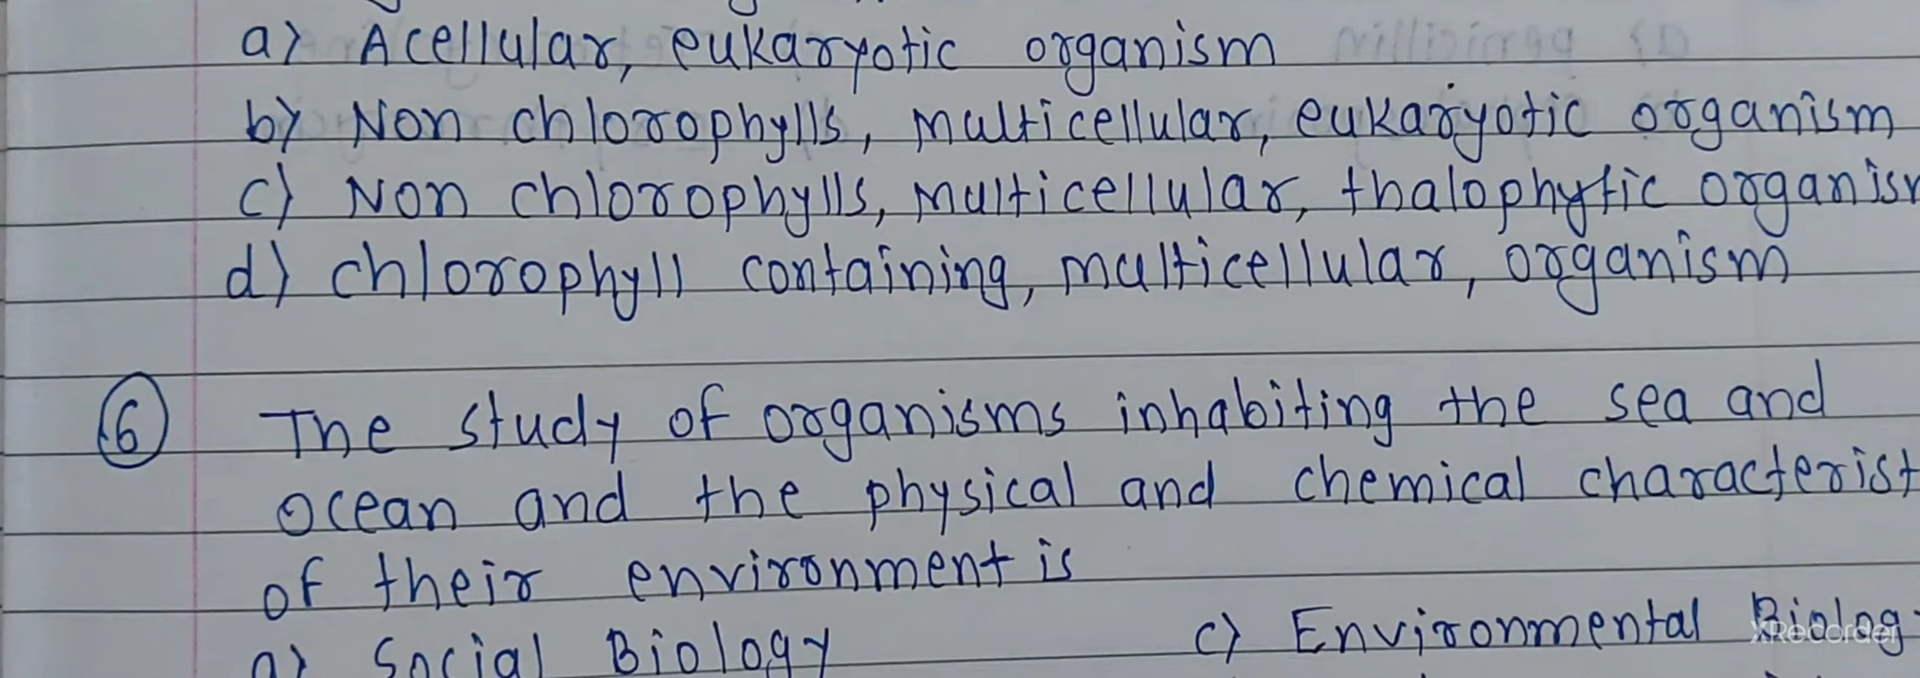 a) Acellular, eukaryotic organism
b) Non chlorophylls, multicellular, eukaryotic organism
c) Non chlorophylls, multicellular, thalophytic organism
d) chlorophyll containing, multicellular, organism
6 The study of organisms inhabiting the sea and
ocean and the physical and chemical characterist
of their environment is
a) Social Biology c) Environmental Biolog
XRecorder